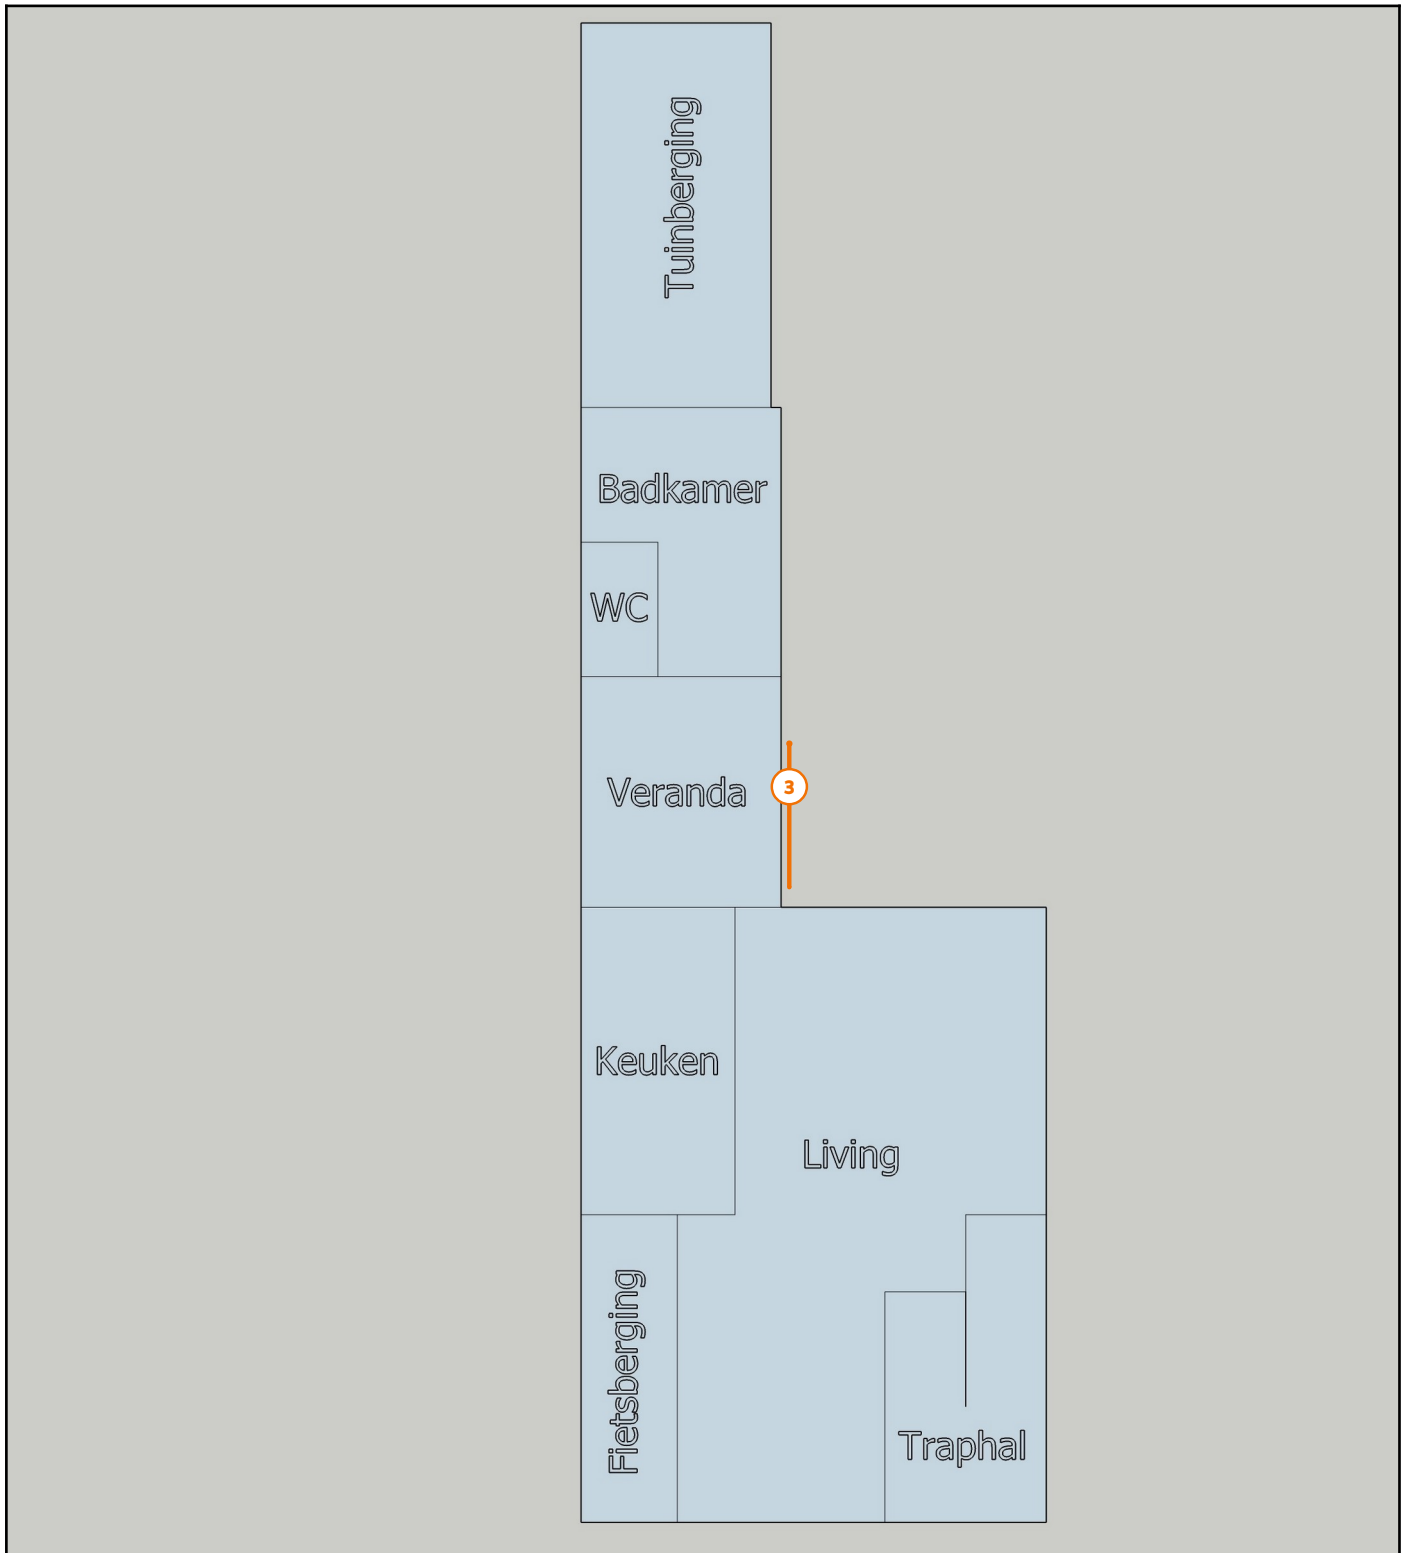 Tuinberging
Badkamer
WC
Veranda
3
Keuken
Living
Fietsberging
Traphal